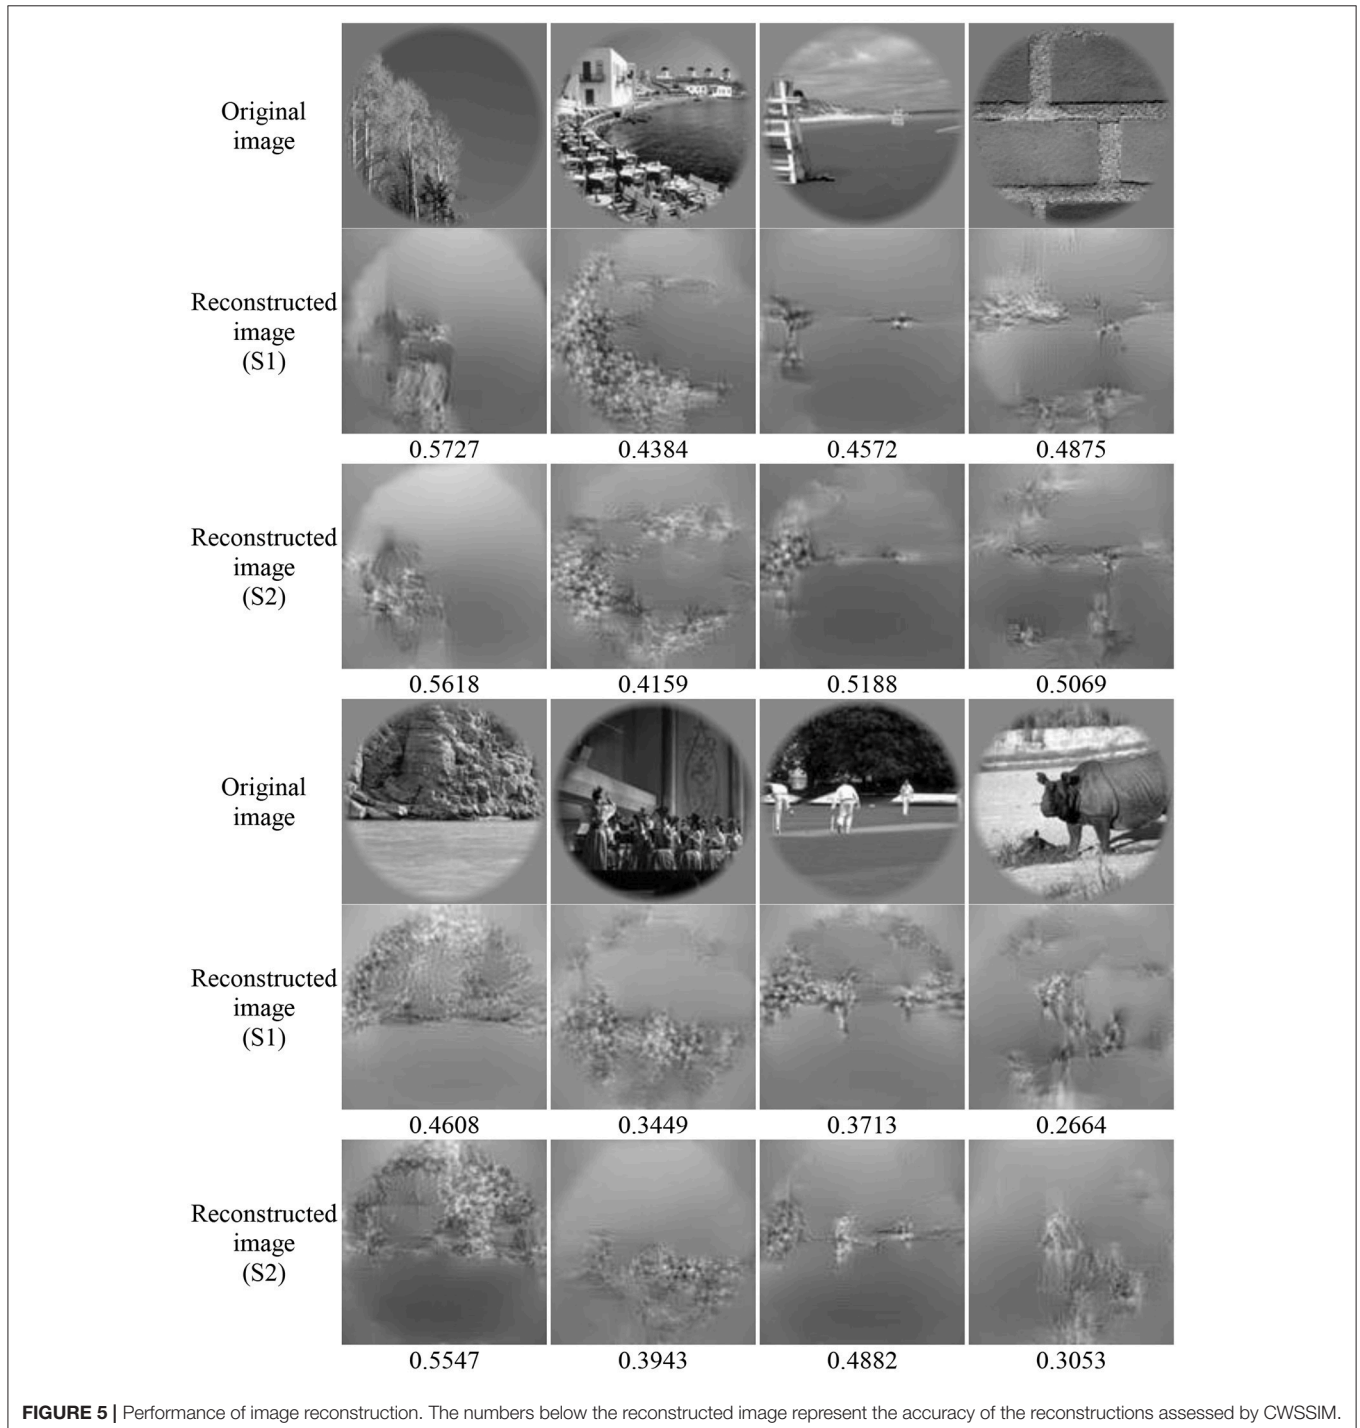 Original
image
Reconstructed
image
(S1)
0.5727 0.4384 0.4572 0.4875
Reconstructed
image
(S2)
0.5618 0.4159 0.5188 0.5069
Original
image
Reconstructed
image
(S1)
0.4608 0.3449 0.3713 0.2664
Reconstructed
image
(S2)
0.5547 0.3943 0.4882 0.3053
FIGURE 5 | Performance of image reconstruction. The numbers below the reconstructed image represent the accuracy of the reconstructions assessed by CWSSIM.